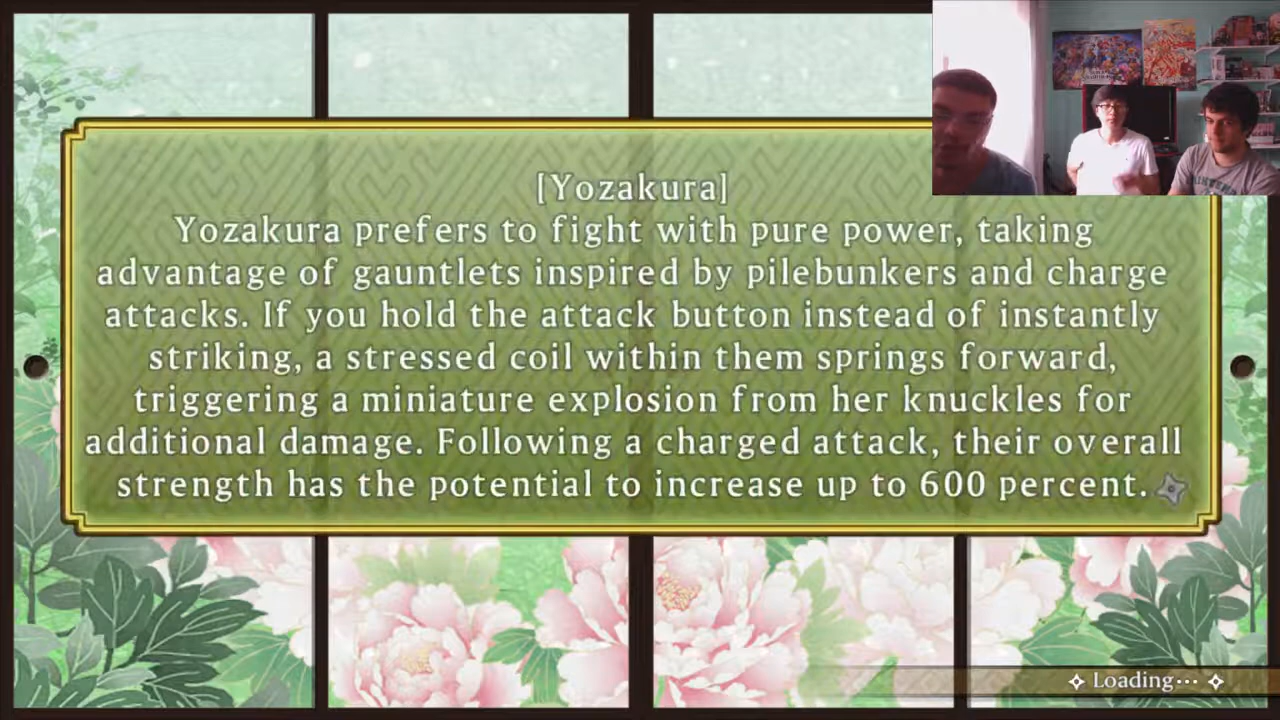 [Yozakura]
Yozakura prefers to fight with pure power, taking
advantage of gauntlets inspired by pilebunkers and charge
attacks. If you hold the attack button instead of instantly
striking, a stressed coil within them springs forward,
triggering a miniature explosion from her knuckles for
additional damage. Following a charged attack, their overall
strength has the potential to increase up to 600 percent.
Loading···